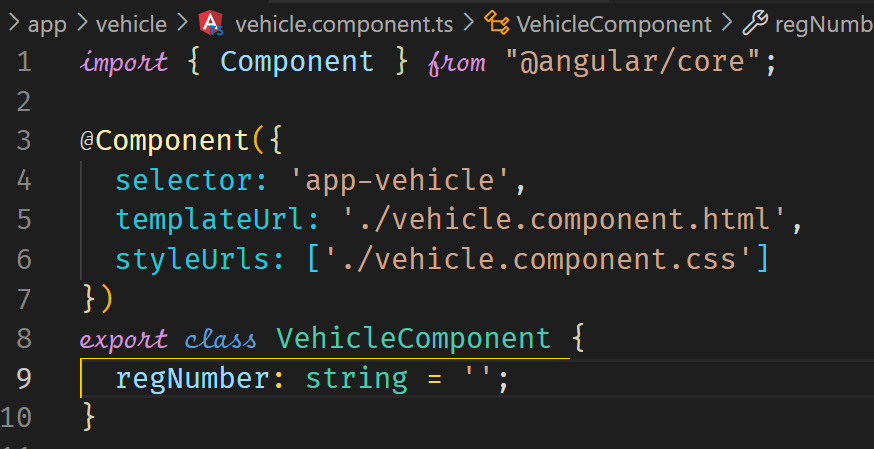 > app > vehicle > vehicle.component.ts > VehicleComponent > regNumb
1 import { Component } from "@angular/core";
2
3 @Component({
4   selector: 'app-vehicle',
5   templateUrl: './vehicle.component.html',
6   styleUrls: ['./vehicle.component.css']
7 })
8 export class VehicleComponent {
9   regNumber: string = '';
10 }